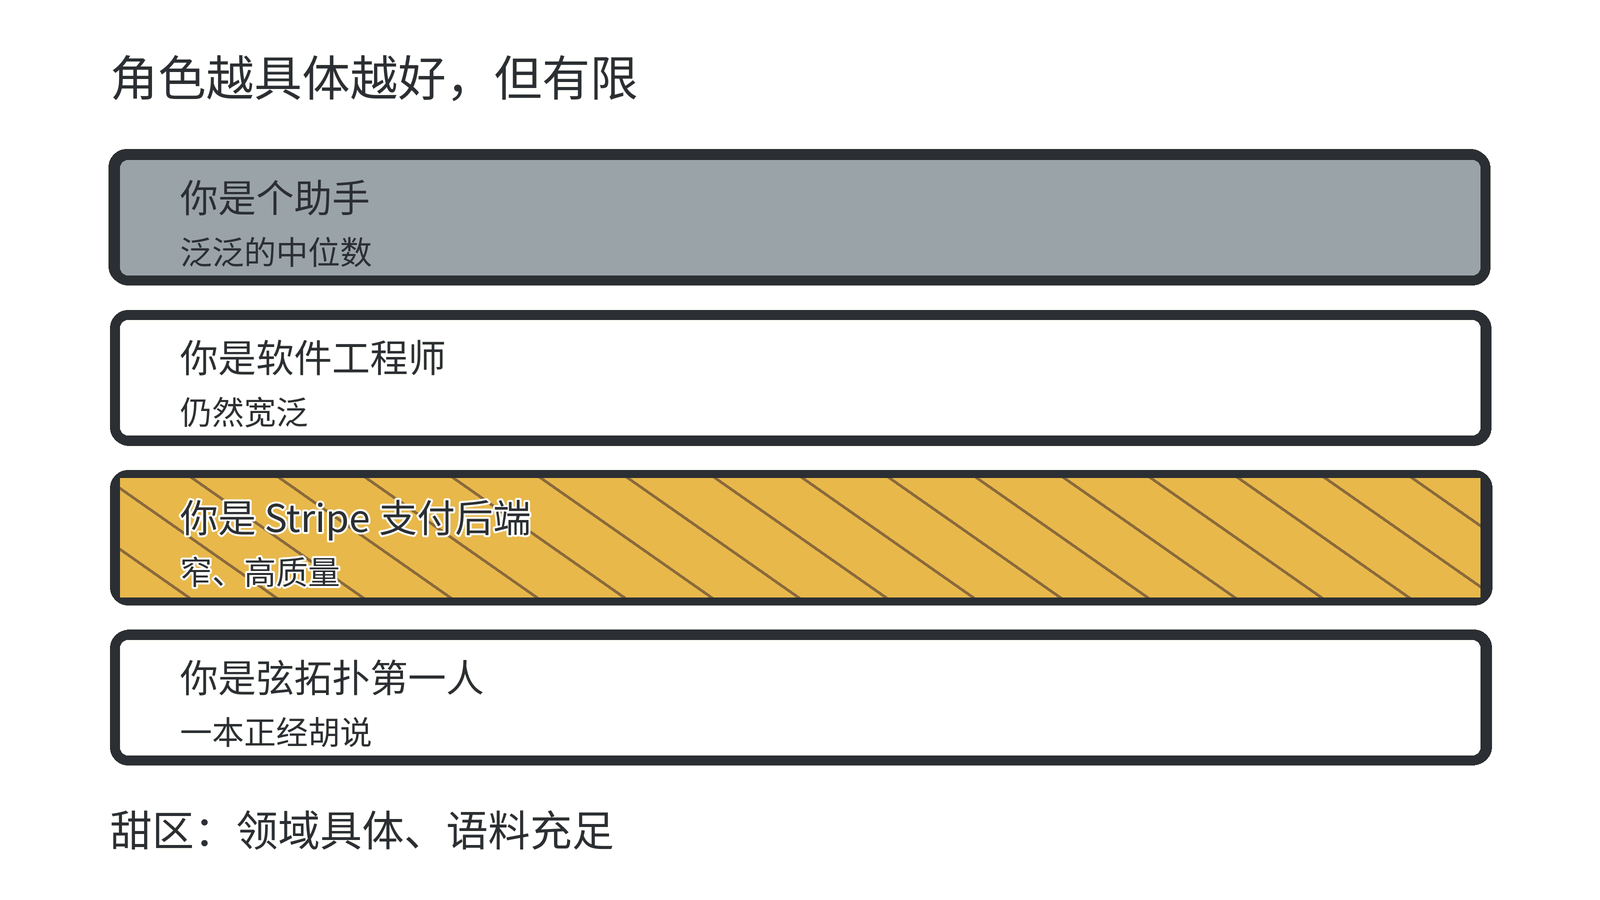 角色越具体越好，但有限
你是个助手
泛泛的中位数
你是软件工程师
仍然宽泛
你是 Stripe 支付后端
窄、高质量
你是弦拓扑第一人
一本正经胡说
甜区：领域具体、语料充足